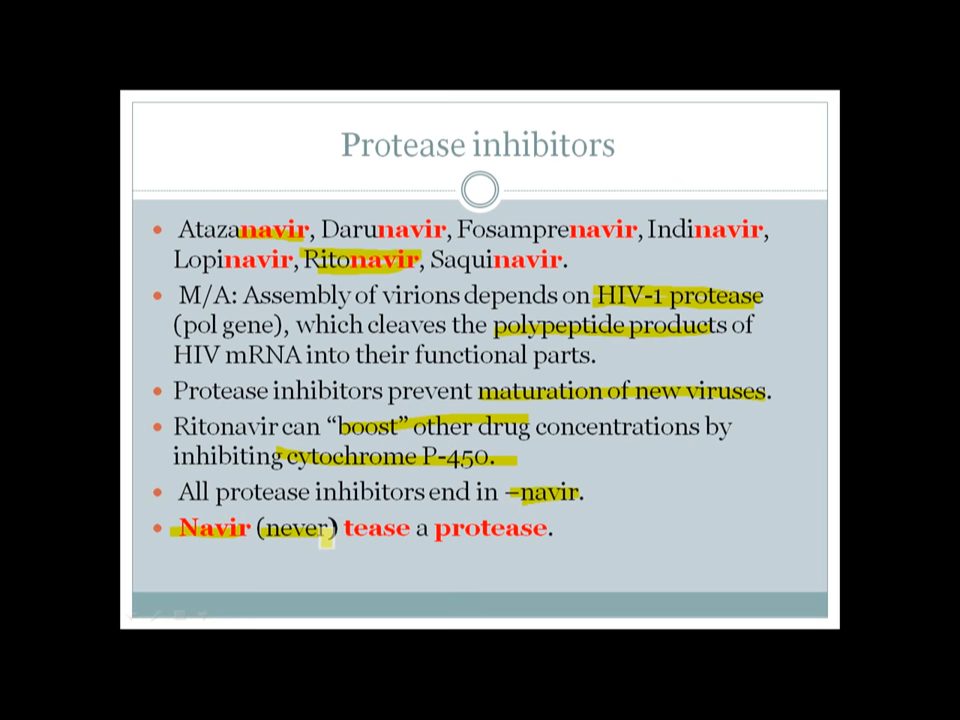 Protease inhibitors
• Atazanavir, Darunavir, Fosamprenavir, Indinavir,
Lopinavir, Ritonavir, Saquinavir.
• M/A: Assembly of virions depends on HIV-1 protease
(pol gene), which cleaves the polypeptide products of
HIV mRNA into their functional parts.
• Protease inhibitors prevent maturation of new viruses.
• Ritonavir can “boost” other drug concentrations by
inhibiting cytochrome P-450.
• All protease inhibitors end in –navir.
• Navir (never) tease a protease.